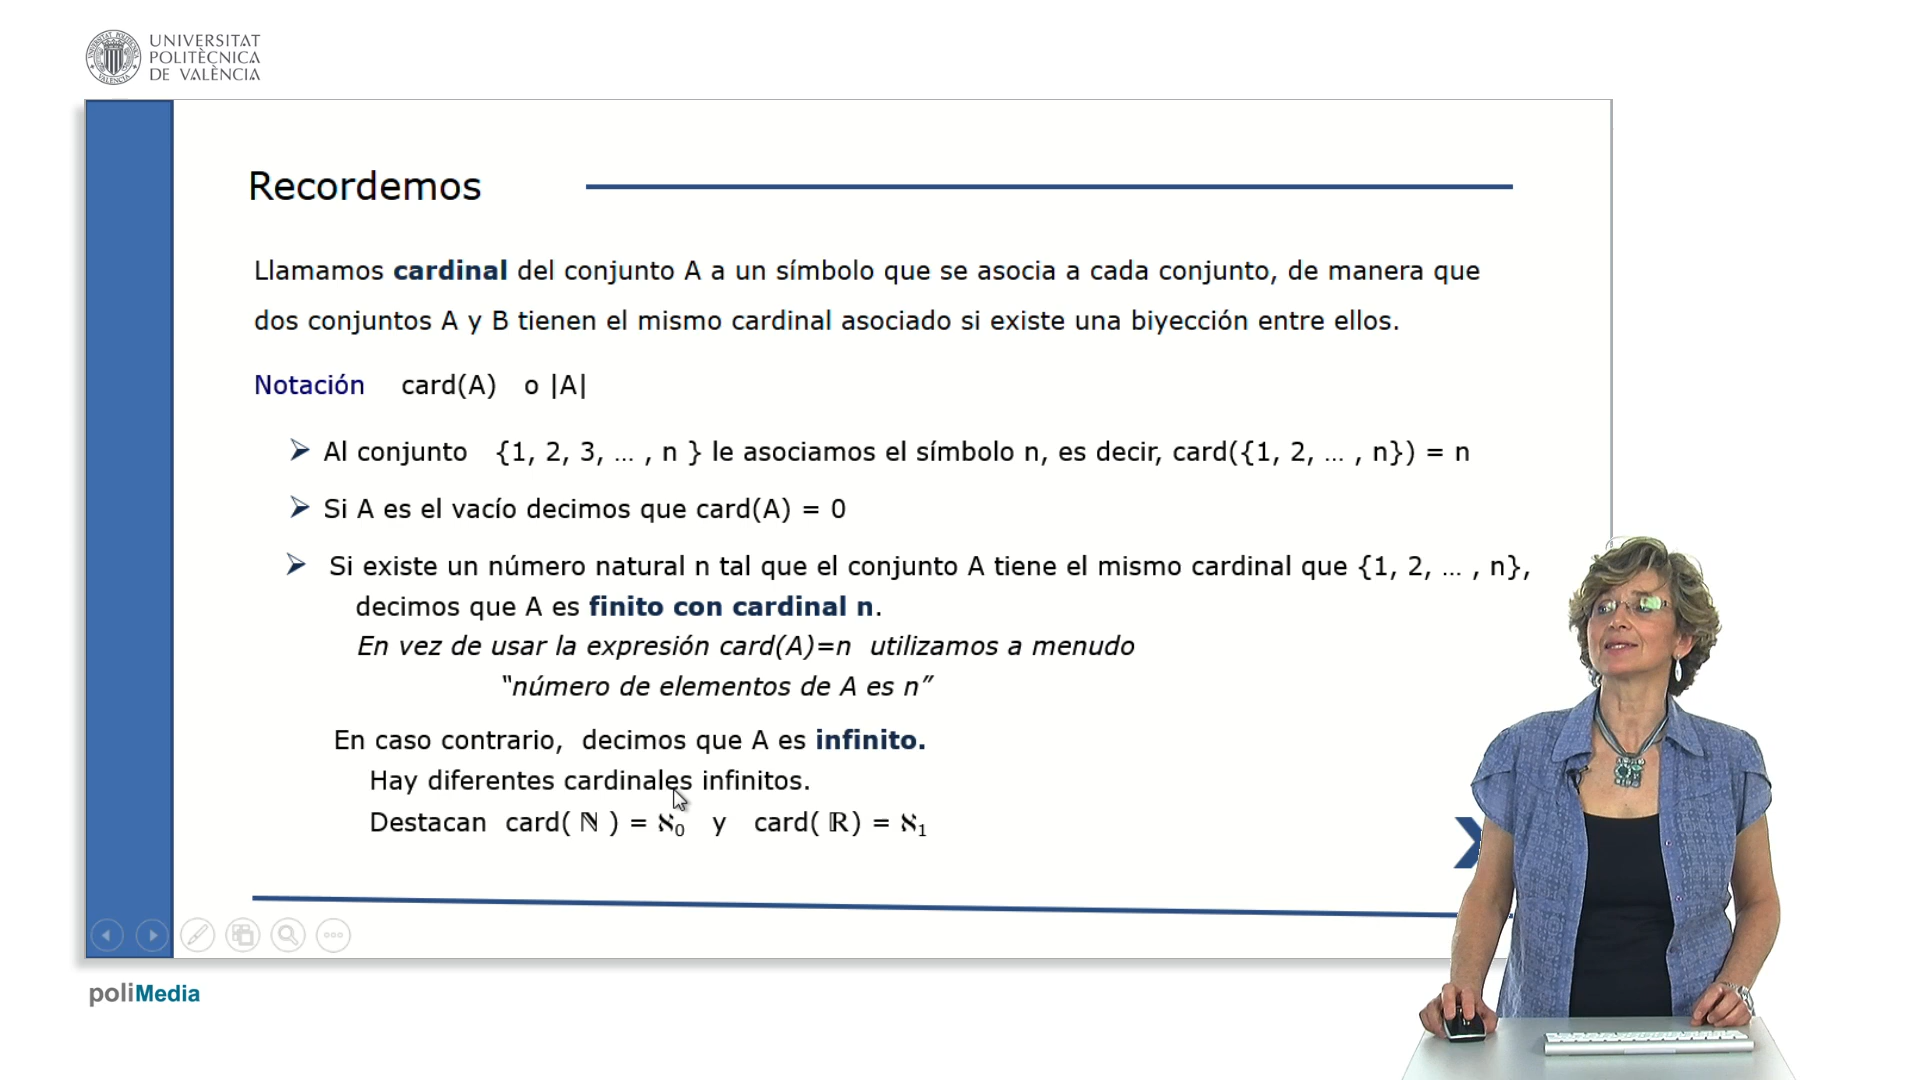 UNIVERSITAT
POLITÈCNICA
DE VALÈNCIA
Recordemos
Llamamos cardinal del conjunto A a un símbolo que se asocia a cada conjunto, de manera que
dos conjuntos A y B tienen el mismo cardinal asociado si existe una biyección entre ellos.
Notación card(A) o |A|
➢ Al conjunto {1, 2, 3, … , n } le asociamos el símbolo n, es decir, card({1, 2, … , n}) = n
➢ Si A es el vacío decimos que card(A) = 0
➢ Si existe un número natural n tal que el conjunto A tiene el mismo cardinal que {1, 2, … , n},
decimos que A es finito con cardinal n.
En vez de usar la expresión card(A)=n utilizamos a menudo
“número de elementos de A es n”
En caso contrario, decimos que A es infinito.
Hay diferentes cardinales infinitos.
Destacan card( ℕ ) = ℵ₀ y card( ℝ) = ℵ₁
poliMedia